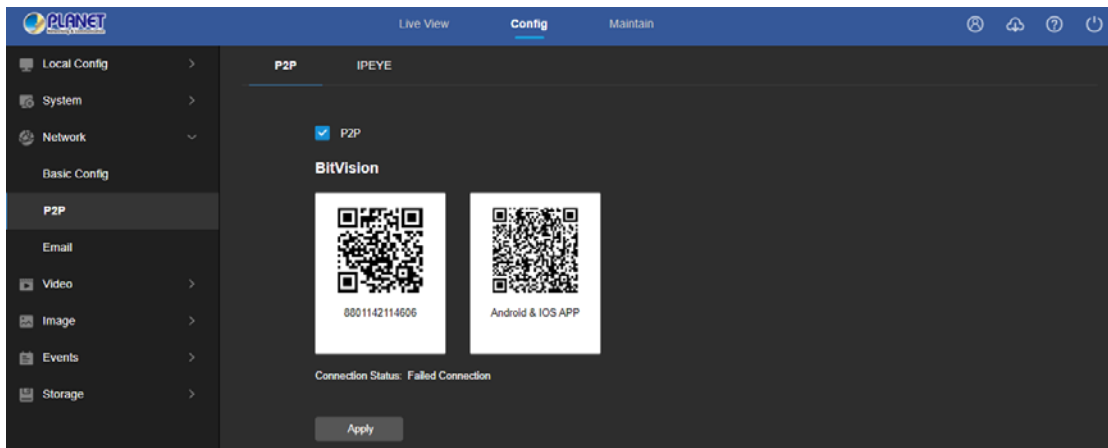 PLANET
Live View Config Maintain
Local Config
P2P IPEYE
System
Network
P2P
Basic Config
BitVision
P2P
Email
Video
8801142114606 Android & IOS APP
Image
Events
Connection Status: Failed Connection
Storage
Apply